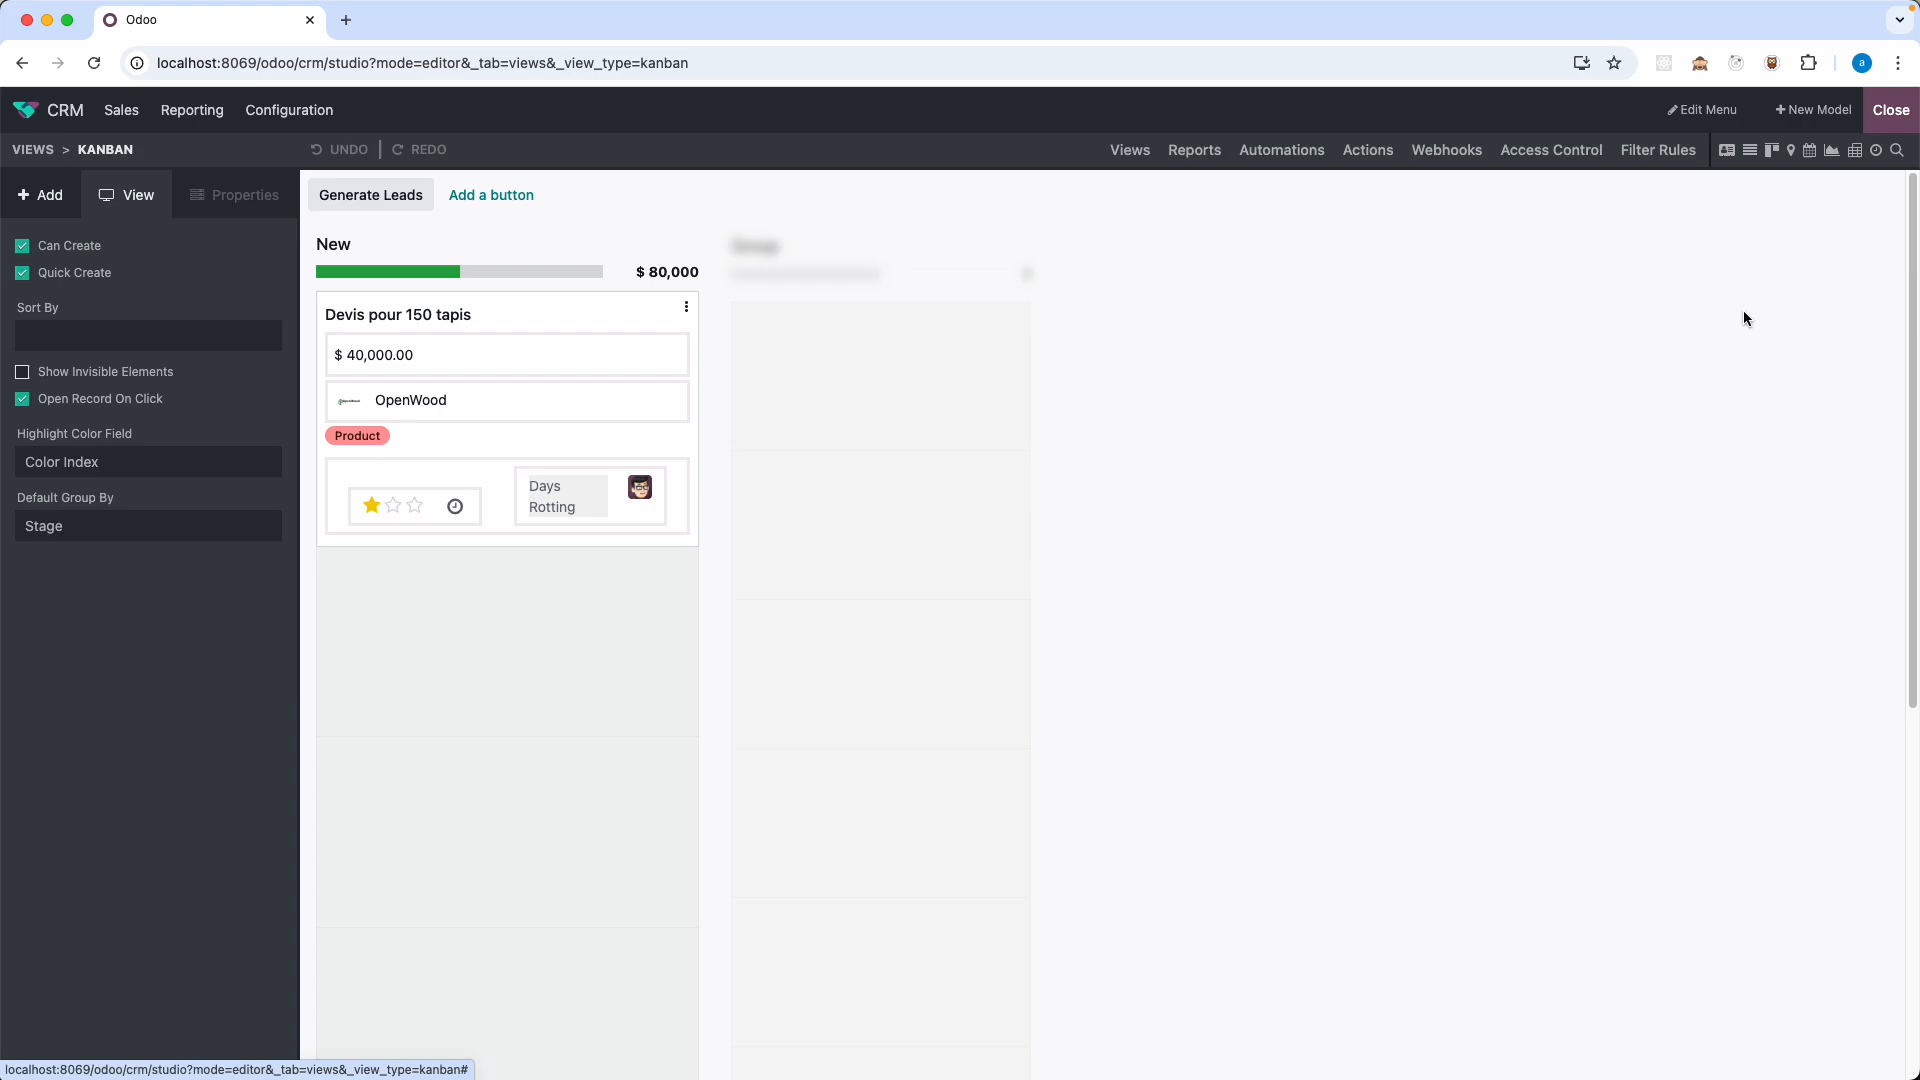 Odoo
localhost:8069/odoo/crm/studio?mode=editor&_tab=views&_view_type=kanban
a
CRM Sales Reporting Configuration Edit Menu New Model Close
VIEWS > KANBAN UNDO REDO Views Reports Automations Actions Webhooks Access Control Filter Rules
Add View Properties
Generate Leads Add a button
Can Create
Quick Create
Sort By
Show Invisible Elements
Open Record On Click
Highlight Color Field
Color Index
Default Group By
Stage
New
$ 80,000
Devis pour 150 tapis
$ 40,000.00
OpenWood
Product
Days
Rotting
Group
localhost:8069/odoo/crm/studio?mode=editor&_tab=views&_view_type=kanban#